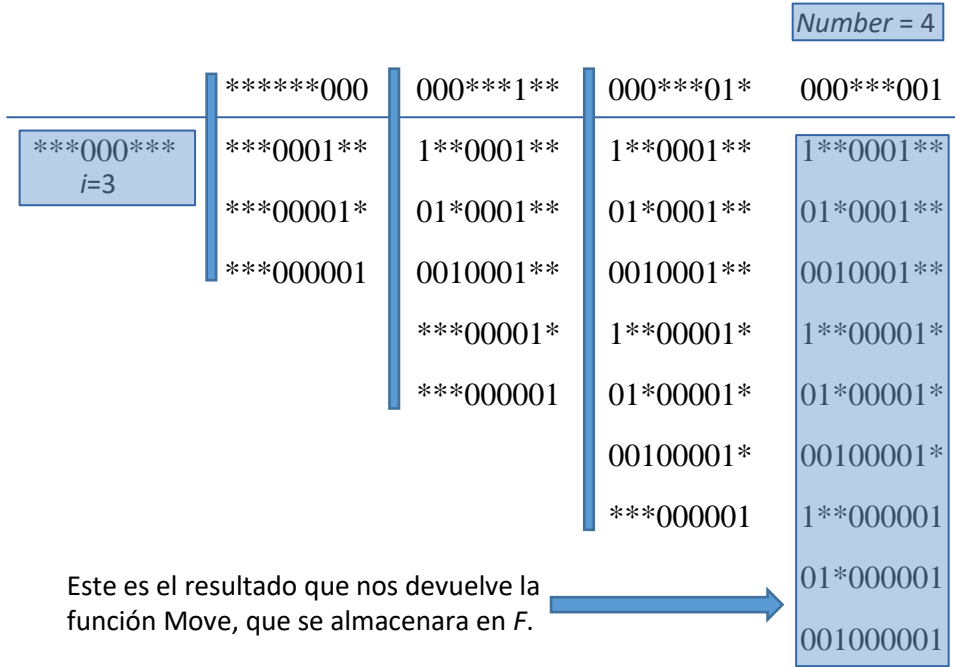 Number = 4
******000 000***1** 000***01* 000***001
***000*** ***0001** 1**0001** 1**0001** 1**0001**
i=3
***00001* 01*0001** 01*0001** 01*0001**
***000001 0010001** 0010001** 0010001**
***00001* 1**00001* 1**00001*
***000001 01*00001* 01*00001*
00100001* 00100001*
***000001 1**000001
Este es el resultado que nos devuelve la
01*000001
función Move, que se almacenara en F.
001000001